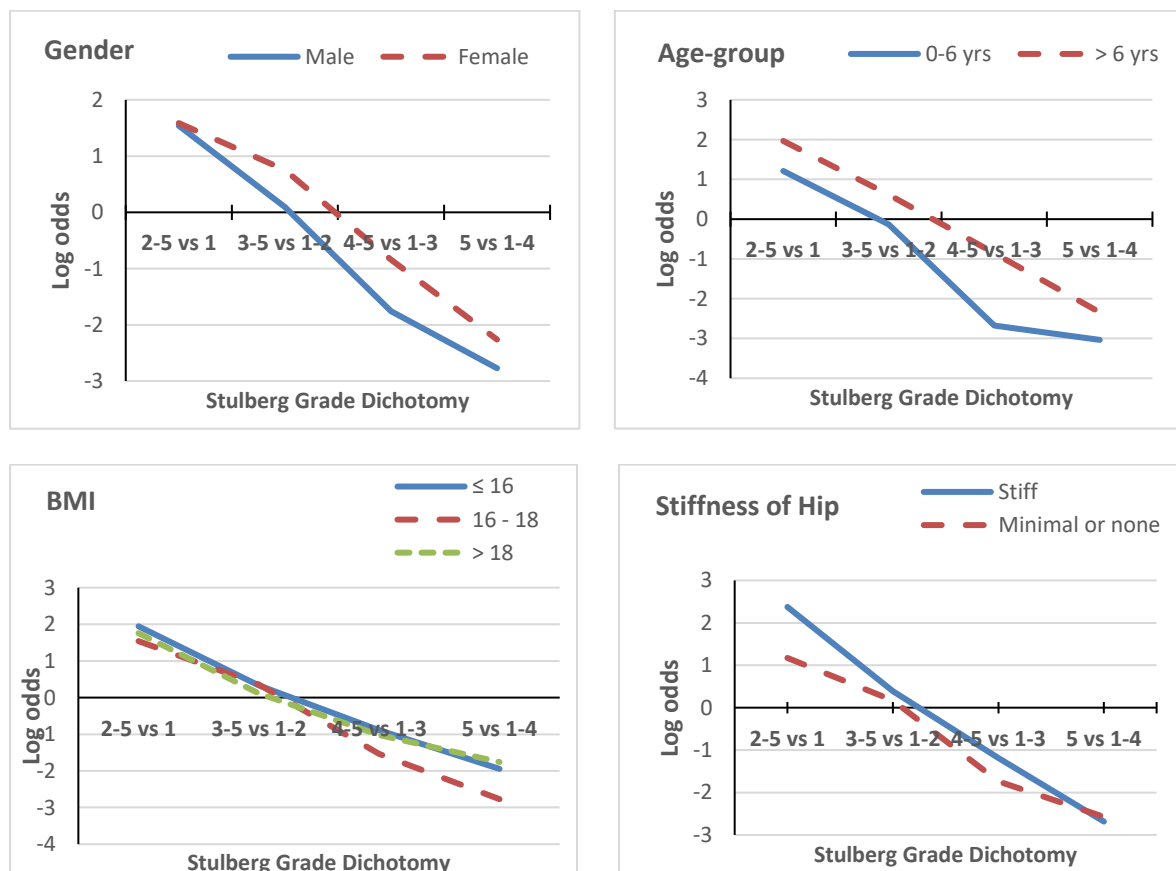 Gender
Male
Female
2
1
0
-1
-2
-3
Log odds
2-5 vs 1
3-5 vs 1-2
4-5 vs 1-3
5 vs 1-4
Stulberg Grade Dichotomy
Age-group
0-6 yrs
> 6 yrs
3
2
1
0
-1
-2
-3
-4
Log odds
2-5 vs 1
3-5 vs 1-2
4-5 vs 1-3
5 vs 1-4
Stulberg Grade Dichotomy
BMI
≤ 16
16 - 18
> 18
3
2
1
0
-1
-2
-3
-4
Log odds
2-5 vs 1
3-5 vs 1-2
4-5 vs 1-3
5 vs 1-4
Stulberg Grade Dichotomy
Stiffness of Hip
Stiff
Minimal or none
3
2
1
0
-1
-2
-3
Log odds
2-5 vs 1
3-5 vs 1-2
4-5 vs 1-3
5 vs 1-4
Stulberg Grade Dichotomy